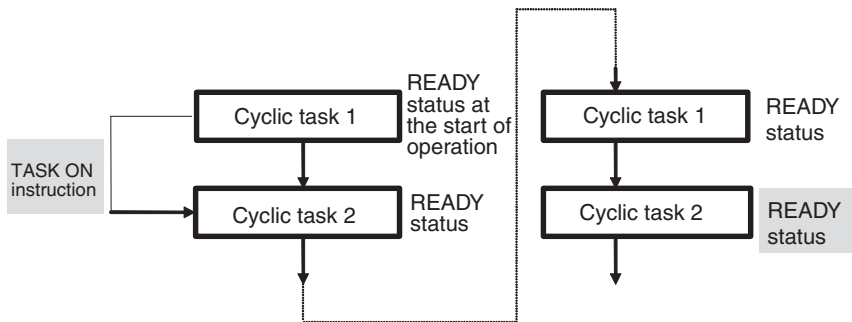 READY
status at
the start of
operation
Cyclic task 1
TASK ON
instruction
Cyclic task 2
READY
status
Cyclic task 1
READY
status
Cyclic task 2
READY
status